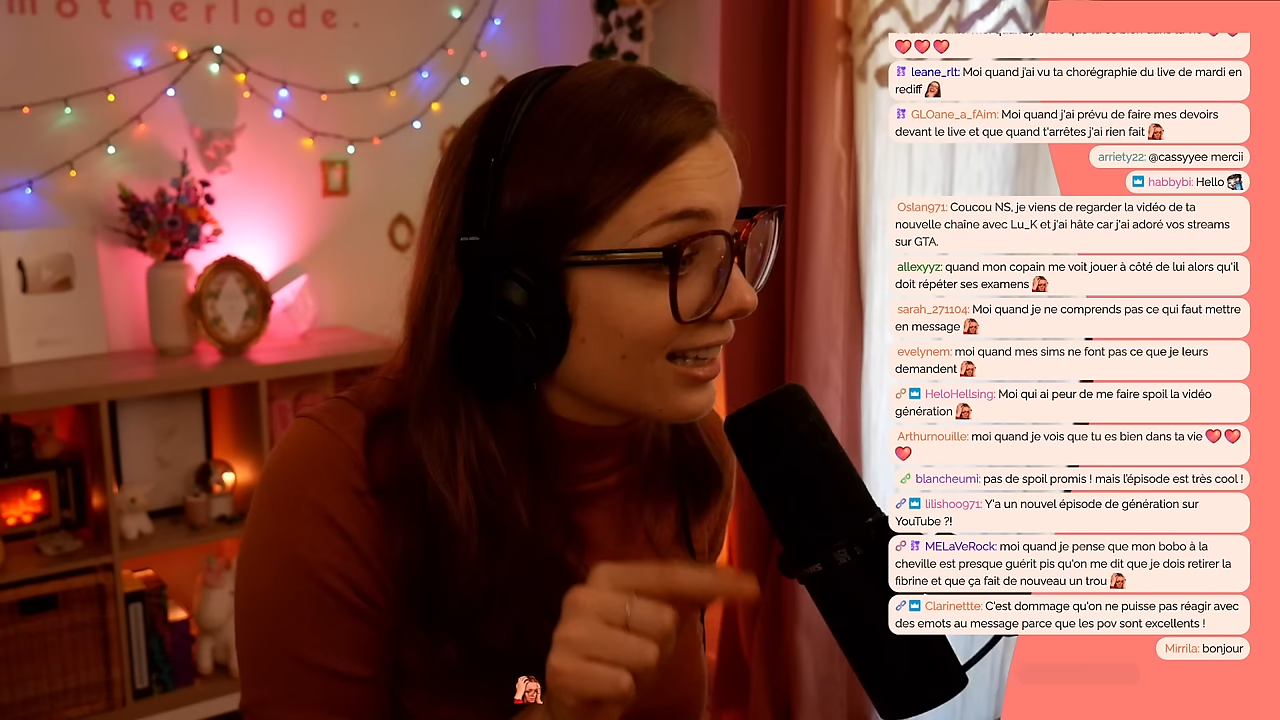 motherlode.
leane_rlt: Moi quand j'ai vu ta chorégraphie du live de mardi en
rediff
GLOane_a_fAim: Moi quand j'ai prévu de faire mes devoirs
devant le live et que quand t'arrêtes j'ai rien fait
arriety22: @cassyyee mercii
habbybi: Hello
Oslan971: Coucou NS, je viens de regarder la vidéo de ta
nouvelle chaîne avec Lu_K et j'ai hâte car j'ai adoré vos streams
sur GTA.
allexyyz: quand mon copain me voit jouer à côté de lui alors qu'il
doit répéter ses examens
sarah_271104: Moi quand je ne comprends pas ce qui faut mettre
en message
evelynem: moi quand mes sims ne font pas ce que je leurs
demandent
HeloHellsing: Moi qui ai peur de me faire spoil la vidéo
génération
Arthurnouille: moi quand je vois que tu es bien dans ta vie
blancheumi: pas de spoil promis ! mais l'épisode est très cool !
lilishoo971: Y'a un nouvel épisode de génération sur
YouTube ?!
MELaVeRock: moi quand je pense que mon bobo à la
cheville est presque guérit pis qu'on me dit que je dois retirer la
fibrine et que ça fait de nouveau un trou
Clarinettte: C'est dommage qu'on ne puisse pas réagir avec
des emots au message parce que les pov sont excellents !
Mirrila: bonjour